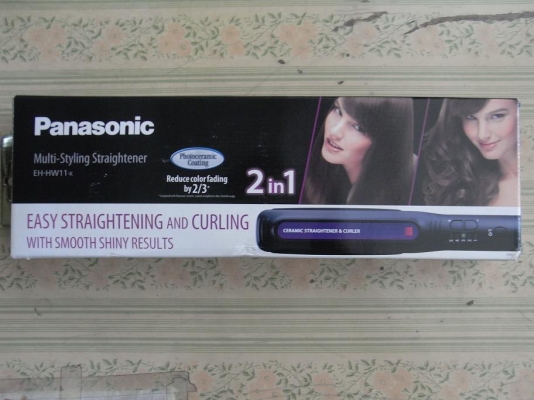 Panasonic
Multi-Styling Straightener
EH-HW11-K
Photoceramic
Coating
Reduce color fading
by 2/3*
2 in 1
EASY STRAIGHTENING AND CURLING
WITH SMOOTH SHINY RESULTS
CERAMIC STRAIGHTENER & CURLER